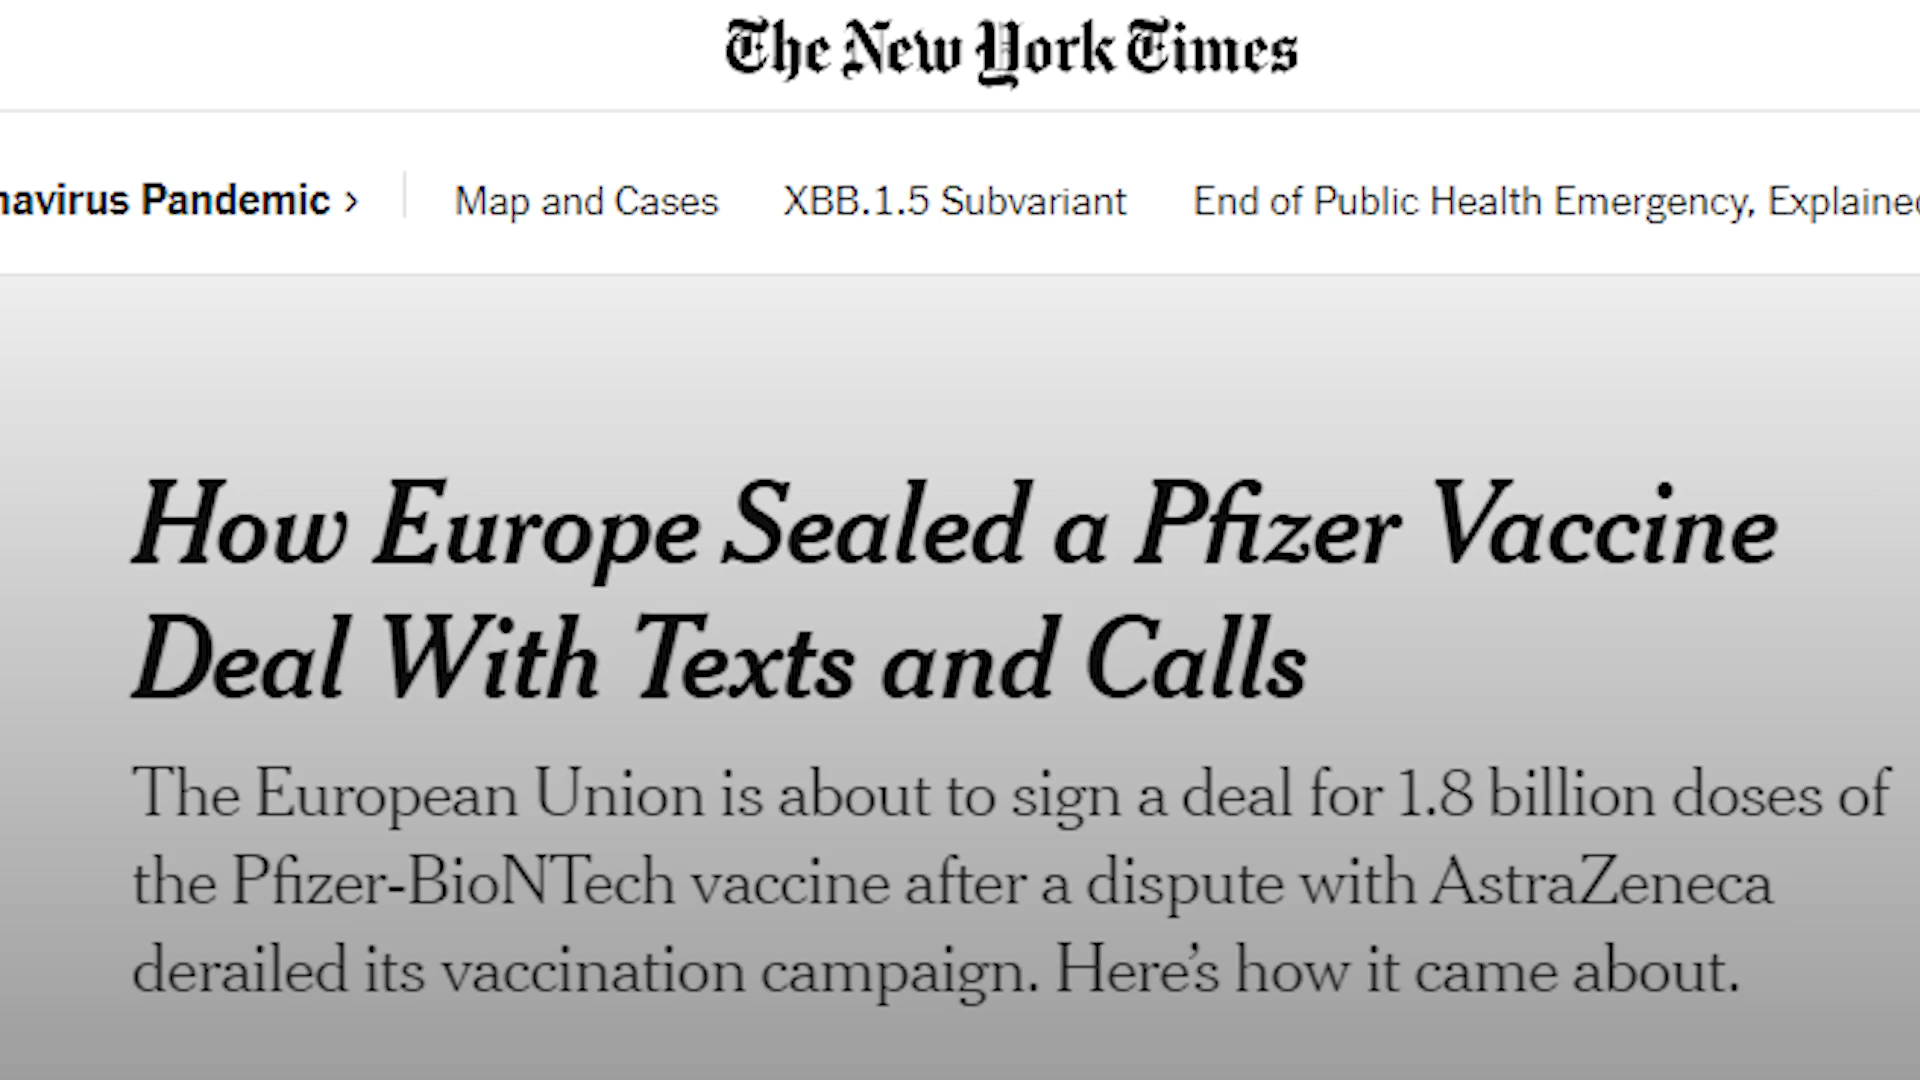 The New York Times
navirus Pandemic > Map and Cases XBB.1.5 Subvariant End of Public Health Emergency, Explained
How Europe Sealed a Pfizer Vaccine
Deal With Texts and Calls
The European Union is about to sign a deal for 1.8 billion doses of
the Pfizer-BioNTech vaccine after a dispute with AstraZeneca
derailed its vaccination campaign. Here’s how it came about.